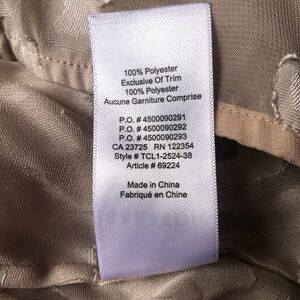 100% Polyester
Exclusive Of Trim
100% Polyester
Aucune Garniture Comprise
P.O. # 4500090291
P.O. # 4500090292
P.O. # 4500090293
CA 23725 RN 122354
Style # TCL1-2524-38
Article # 69224
Made in China
Fabriqué en Chine